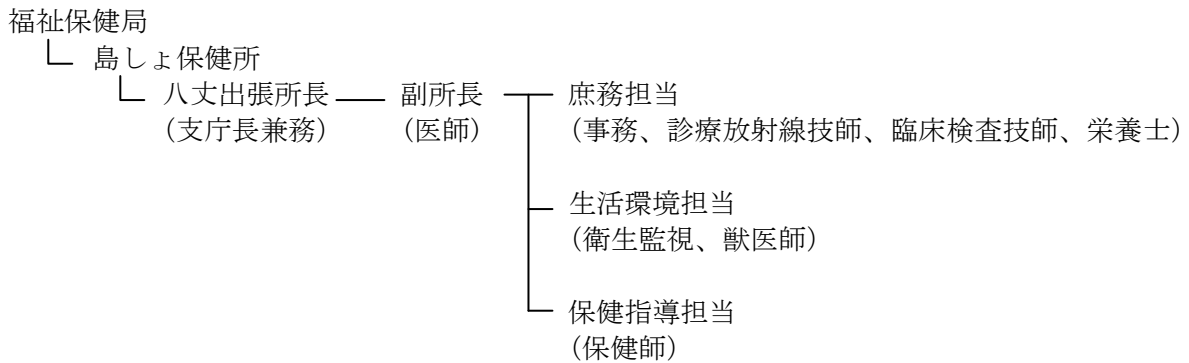 福祉保健局
島しょ保健所
八丈出張所長 副所長 庶務担当
(支庁長兼務) (医師) (事務、診療放射線技師、臨床検査技師、栄養士)
生活環境担当
(衛生監視、獣医師)
保健指導担当
(保健師)